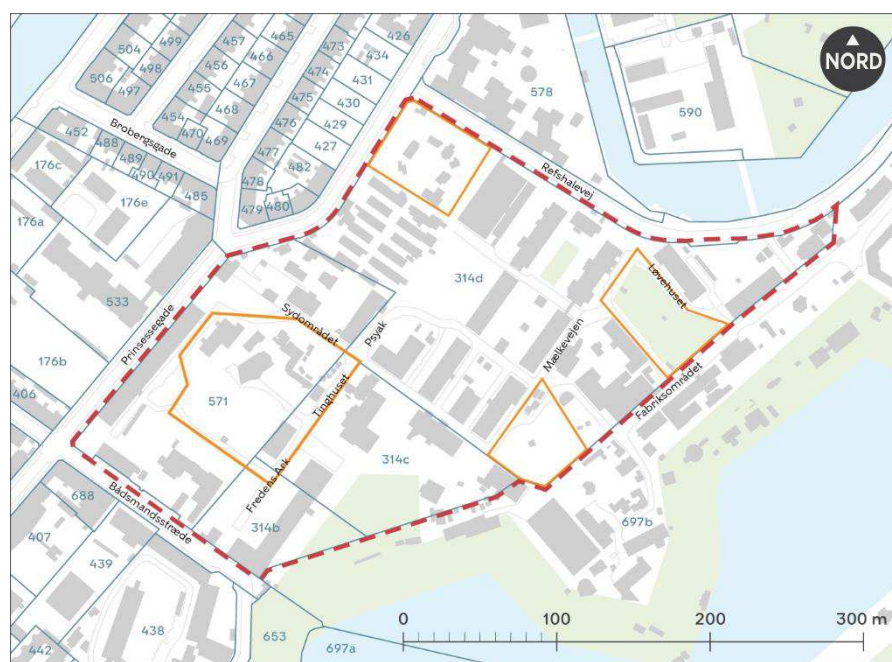 426
465
473
499
457
434
504
466
474
578
NORD
498
456
431
506
467
475
590
497
455
430
468
476
429
454
470
469
477
427
Brobergsgade
452
488
489
482
176c
490
491
478
485
176e
479
480
Refshalevej
176a
314d
Løvehuset
533
Prinsessegade
Sydområdet
Psyak
Mælkevejen
176b
406
571
Tinghuset
Fabriksområdet
314c
688
Fredens Ark
Bådsmandsstræde
314b
697b
407
439
438
653
442
697a
0
100
200
300 m